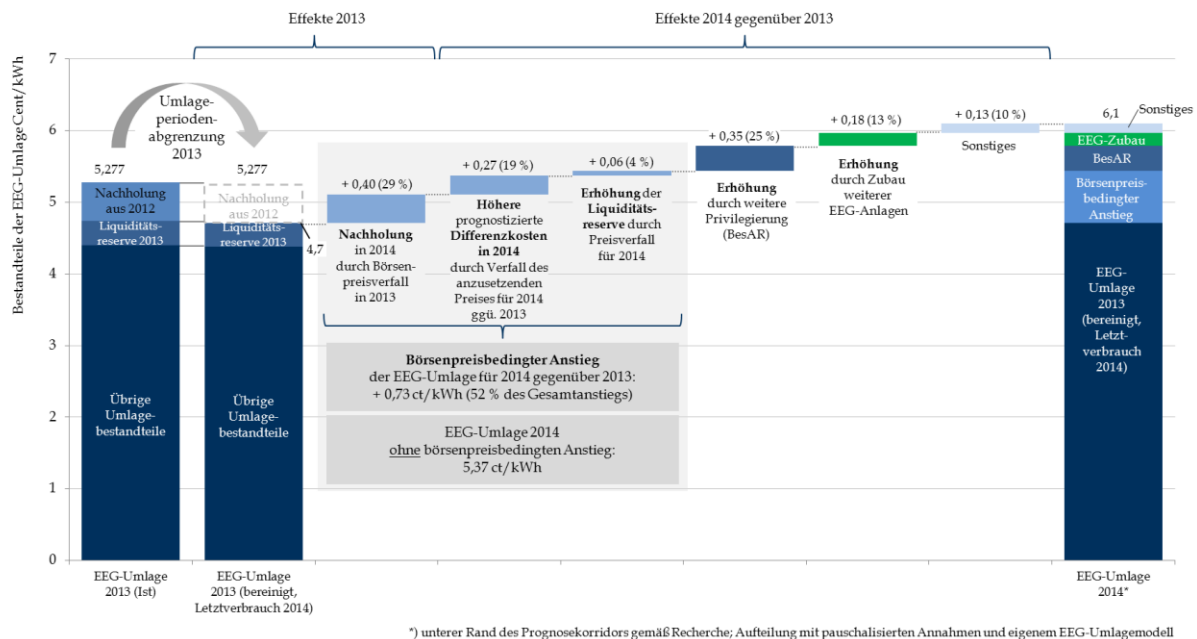 Effekte 2013
Effekte 2014 gegenüber 2013
Bestandteile der EEG-Umlage Cent/kWh
7
6
5
4
3
2
1
0
Umlage-
perioden-
abgrenzung
2013
5,277
Nachholung
aus 2012
Liquiditäts-
reserve 2013
Übrige
Umlage-
bestandteile
EEG-Umlage
2013 (Ist)
5,277
Nachholung
aus 2012
Liquiditäts-
reserve 2013
4,7
Übrige
Umlage-
bestandteile
EEG-Umlage
2013 (bereinigt,
Letztverbrauch 2014)
+ 0,40 (29 %)
Nachholung
in 2014
durch Börsen-
preisverfall
in 2013
+ 0,27 (19 %)
Höhere
prognostizierte
Differenzkosten
in 2014
durch Verfall des
anzusetzenden
Preises für 2014
ggü. 2013
+ 0,06 (4 %)
Erhöhung der
Liquiditäts-
reserve durch
Preisverfall
für 2014
Börsenpreisbedingter Anstieg
der EEG-Umlage für 2014 gegenüber 2013:
+ 0,73 ct/kWh (52 % des Gesamtanstiegs)
EEG-Umlage 2014
ohne börsenpreisbedingten Anstieg:
5,37 ct/kWh
+ 0,35 (25 %)
Erhöhung
durch weitere
Privilegierung
(BesAR)
+ 0,18 (13 %)
Erhöhung
durch Zubau
weiterer
EEG-Anlagen
+ 0,13 (10 %)
Sonstiges
6,1
Sonstiges
EEG-Zubau
BesAR
Börsenpreis-
bedingter
Anstieg
EEG-
Umlage
2013
(bereinigt,
Letzt-
verbrauch
2014)
EEG-Umlage
2014*
*) unterer Rand des Prognosekorridors gemäß Recherche; Aufteilung mit pauschalisierten Annahmen und eigenem EEG-Umlagemodell